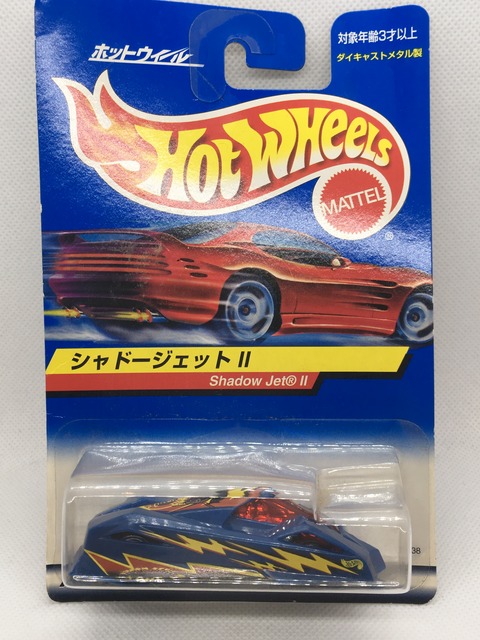 ホットウィール
対象年齢3才以上
ダイキャストメタル製
HOT WHEELS
MATTEL
®
シャドージェット II
Shadow Jet® II
38